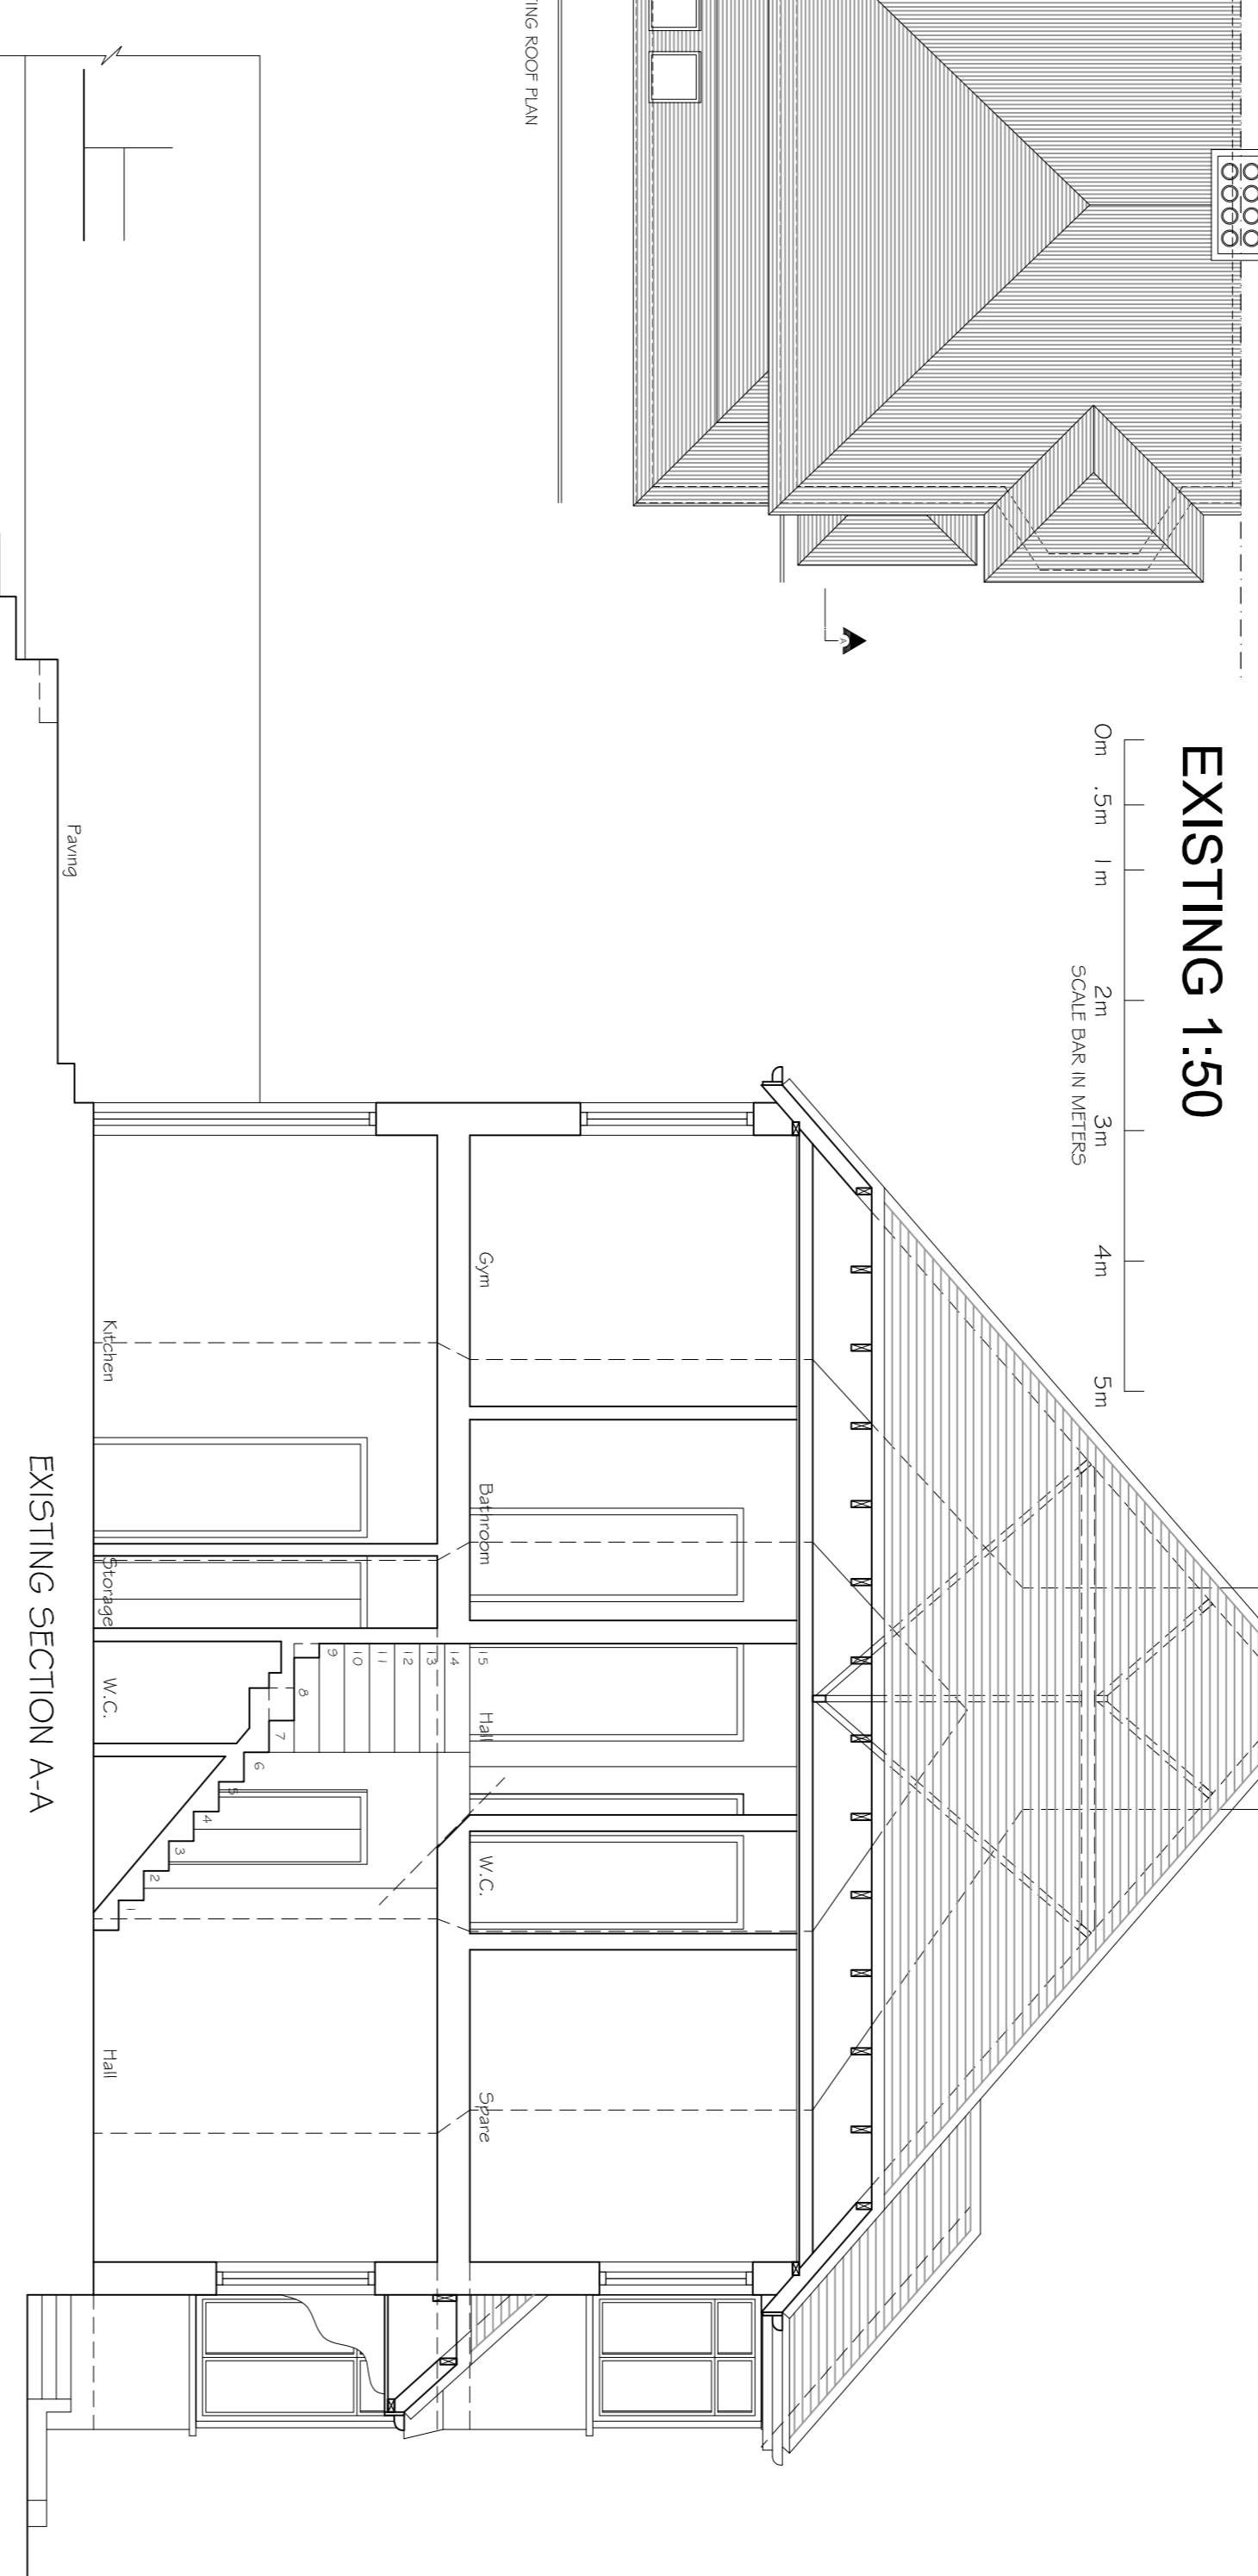 TING ROOF PLAN
A
EXISTING 1:50
0m .5m 1m 2m 3m 4m 5m
SCALE BAR IN METERS
Gym
Bathroom
Hall
W.C.
Spare
Kitchen
Storage
W.C.
Hall
15
14
13
12
11
10
9
8
7
6
5
4
3
2
1
Paving
EXISTING SECTION A-A